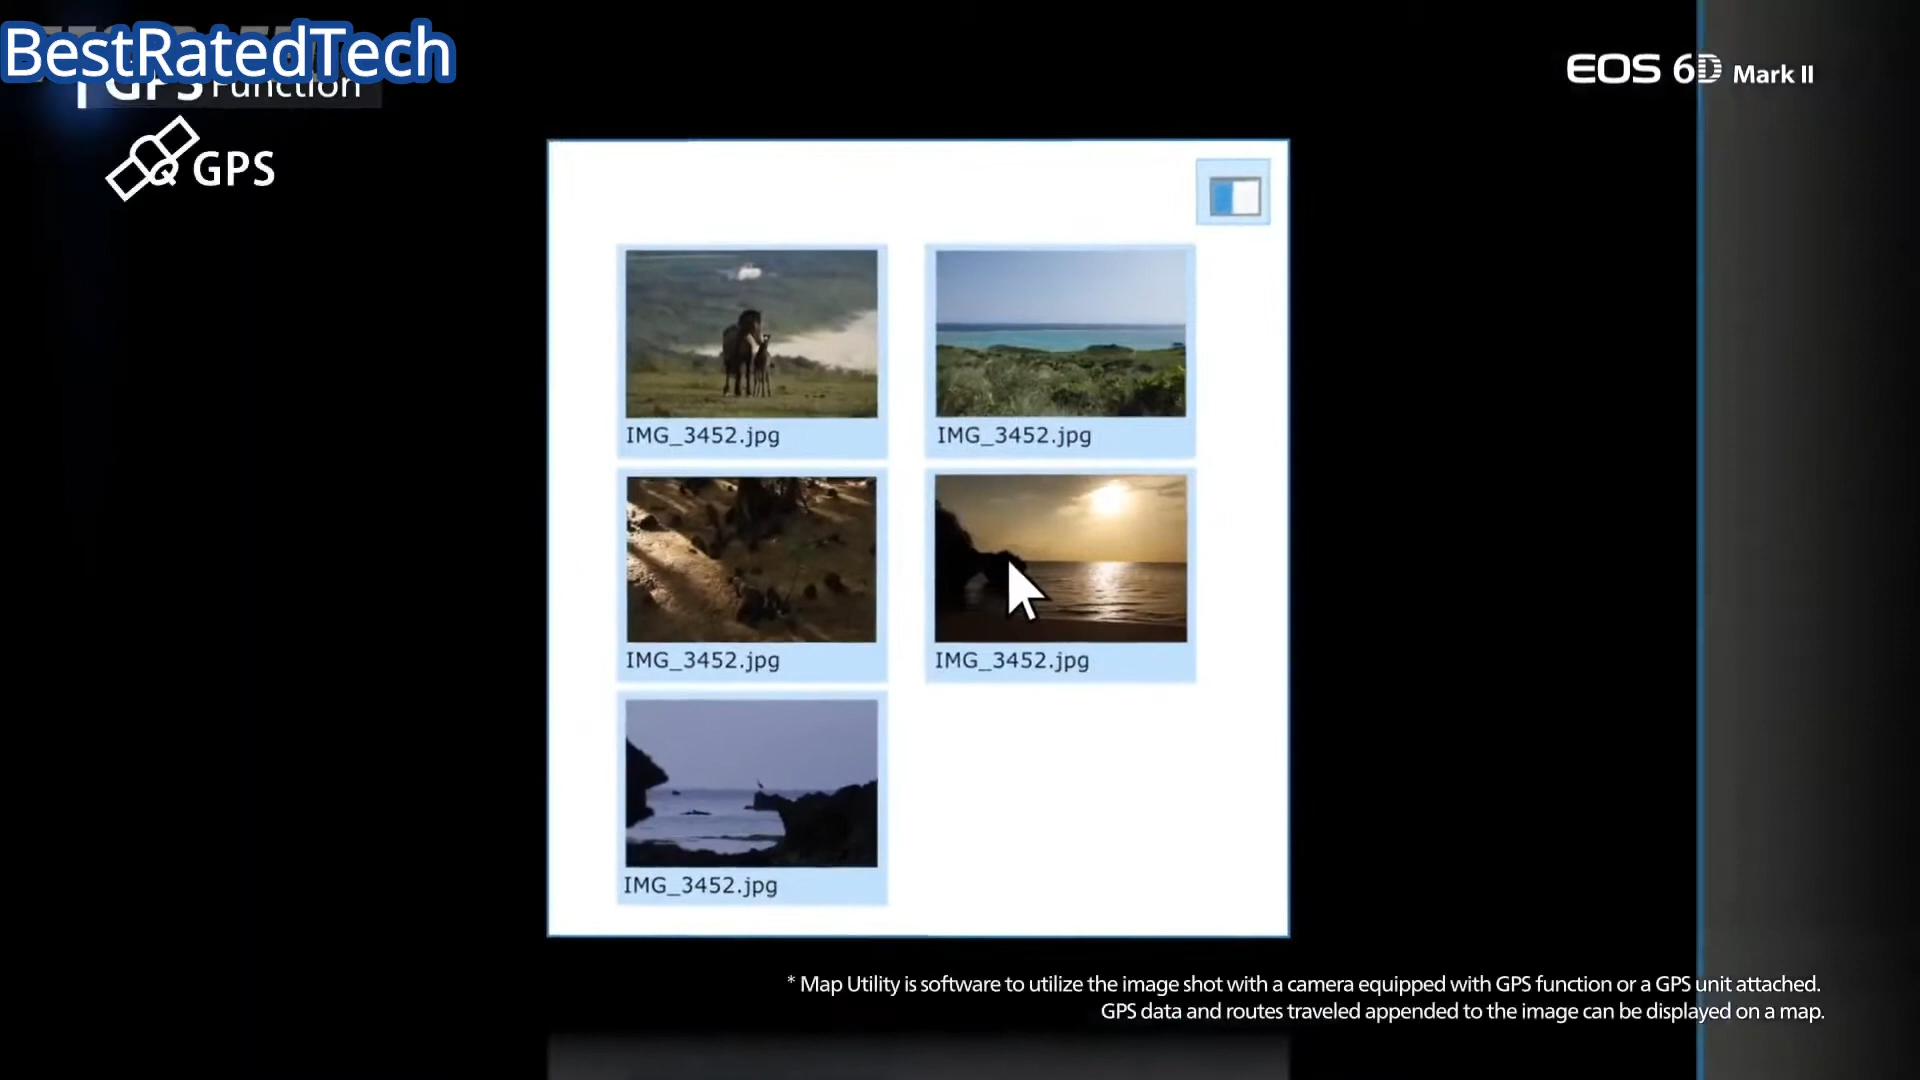 BestRatedTech
GPS Function
EOS 6D Mark II
GPS
IMG_3452.jpg
IMG_3452.jpg
IMG_3452.jpg
IMG_3452.jpg
IMG_3452.jpg
* Map Utility is software to utilize the image shot with a camera equipped with GPS function or a GPS unit attached.
GPS data and routes traveled appended to the image can be displayed on a map.